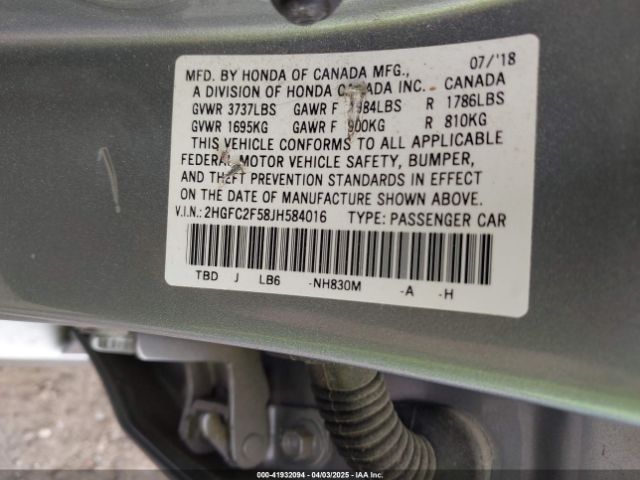 07/'18
MFD. BY HONDA OF CANADA MFG.,
A DIVISION OF HONDA CANADA INC. CANADA
GVWR 3737LBS GAWR F 1984LBS R 1786LBS
GVWR 1695KG GAWR F 900KG R 810KG
THIS VEHICLE CONFORMS TO ALL APPLICABLE
FEDERAL MOTOR VEHICLE SAFETY, BUMPER,
AND THEFT PREVENTION STANDARDS IN EFFECT
ON THE DATE OF MANUFACTURE SHOWN ABOVE.
V.I.N.: 2HGFC2F58JH584016 TYPE: PASSENGER CAR
TBD J LB6 -NH830M -A -H
000-41932094 - 04/03/2025 - IAA Inc.